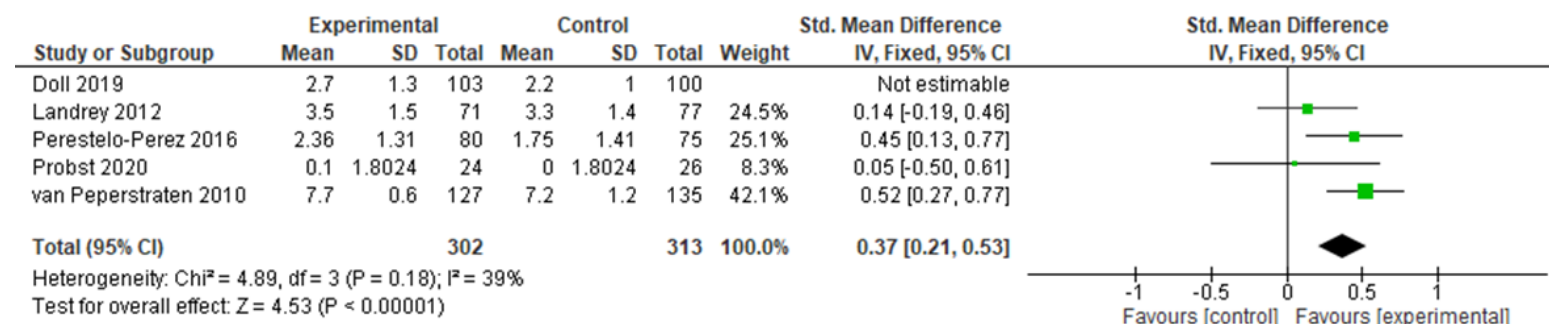 Experimental Control Std. Mean Difference Std. Mean Difference
Study or Subgroup Mean SD Total Mean SD Total Weight IV, Fixed, 95% CI IV, Fixed, 95% CI
Doll 2019 2.7 1.3 103 2.2 1 100 Not estimable
Landrey 2012 3.5 1.5 71 3.3 1.4 77 24.5% 0.14 [-0.19, 0.46]
Perestelo-Perez 2016 2.36 1.31 80 1.75 1.41 75 25.1% 0.45 [0.13, 0.77]
Probst 2020 0.1 1.8024 24 0 1.8024 26 8.3% 0.05 [-0.50, 0.61]
van Peperstraten 2010 7.7 0.6 127 7.2 1.2 135 42.1% 0.52 [0.27, 0.77]
Total (95% CI) 302 313 100.0% 0.37 [0.21, 0.53]
Heterogeneity: Chi² = 4.89, df = 3 (P = 0.18); I² = 39%
Test for overall effect: Z = 4.53 (P < 0.00001)
-1 -0.5 0 0.5 1
Favours [control] Favours [experimental]